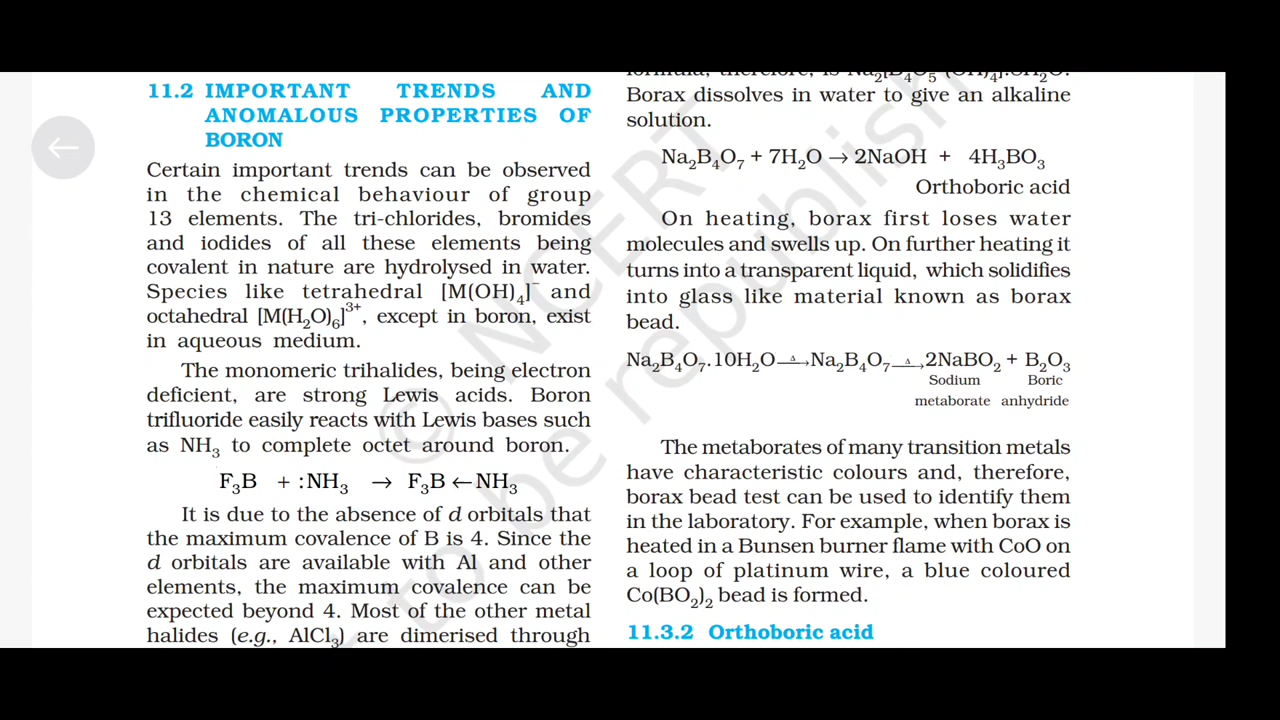 11.2 IMPORTANT TRENDS AND
ANOMALOUS PROPERTIES OF
BORON
Certain important trends can be observed
in the chemical behaviour of group
13 elements. The tri-chlorides, bromides
and iodides of all these elements being
covalent in nature are hydrolysed in water.
Species like tetrahedral [M(OH)₄]⁻ and
octahedral [M(H₂O)₆]³⁺, except in boron, exist
in aqueous medium.
The monomeric trihalides, being electron
deficient, are strong Lewis acids. Boron
trifluoride easily reacts with Lewis bases such
as NH₃ to complete octet around boron.
F₃B + :NH₃ → F₃B ← NH₃
It is due to the absence of d orbitals that
the maximum covalence of B is 4. Since the
d orbitals are available with Al and other
elements, the maximum covalence can be
expected beyond 4. Most of the other metal
halides (e.g., AlCl₃) are dimerised through
formula, therefore, is Na₂[B₄O₅ (OH)₄].8H₂O.
Borax dissolves in water to give an alkaline
solution.
Na₂B₄O₇ + 7H₂O → 2NaOH + 4H₃BO₃
Orthoboric acid
On heating, borax first loses water
molecules and swells up. On further heating it
turns into a transparent liquid, which solidifies
into glass like material known as borax
bead.
Na₂B₄O₇.10H₂O —Δ→ Na₂B₄O₇ —Δ→ 2NaBO₂ + B₂O₃
Sodium Boric
metaborate anhydride
The metaborates of many transition metals
have characteristic colours and, therefore,
borax bead test can be used to identify them
in the laboratory. For example, when borax is
heated in a Bunsen burner flame with CoO on
a loop of platinum wire, a blue coloured
Co(BO₂)₂ bead is formed.
11.3.2 Orthoboric acid
© NCERT
to be republish